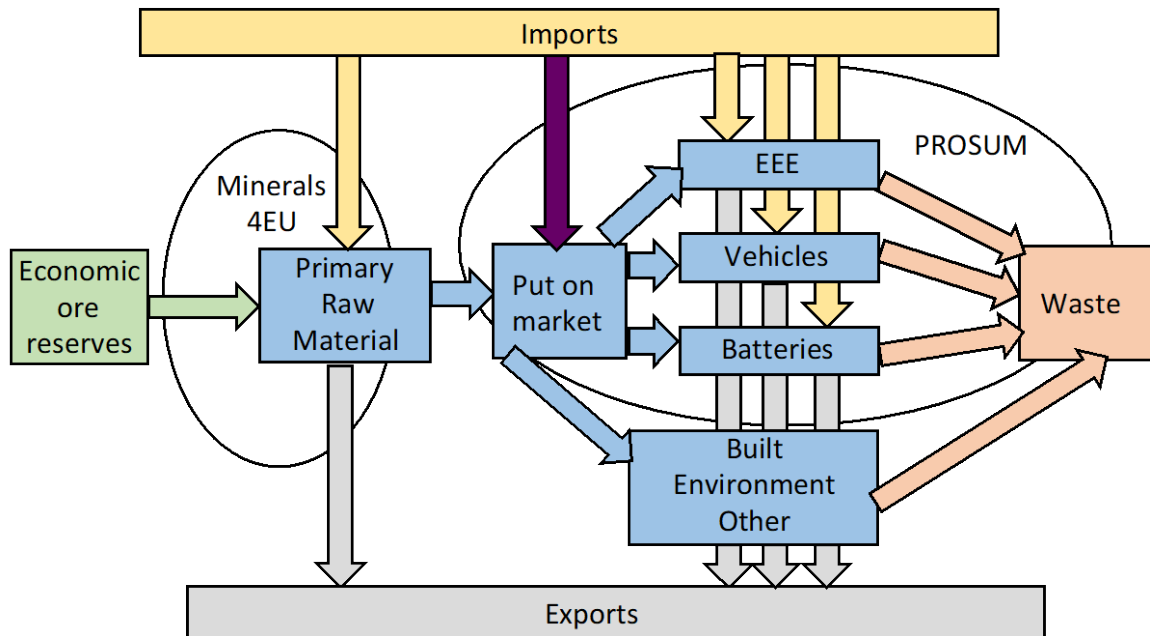 Imports
PROSUM
EEE
Minerals
4EU
Economic
ore
reserves
Primary
Raw
Material
Put on
market
Vehicles
Batteries
Waste
Built
Environment
Other
Exports